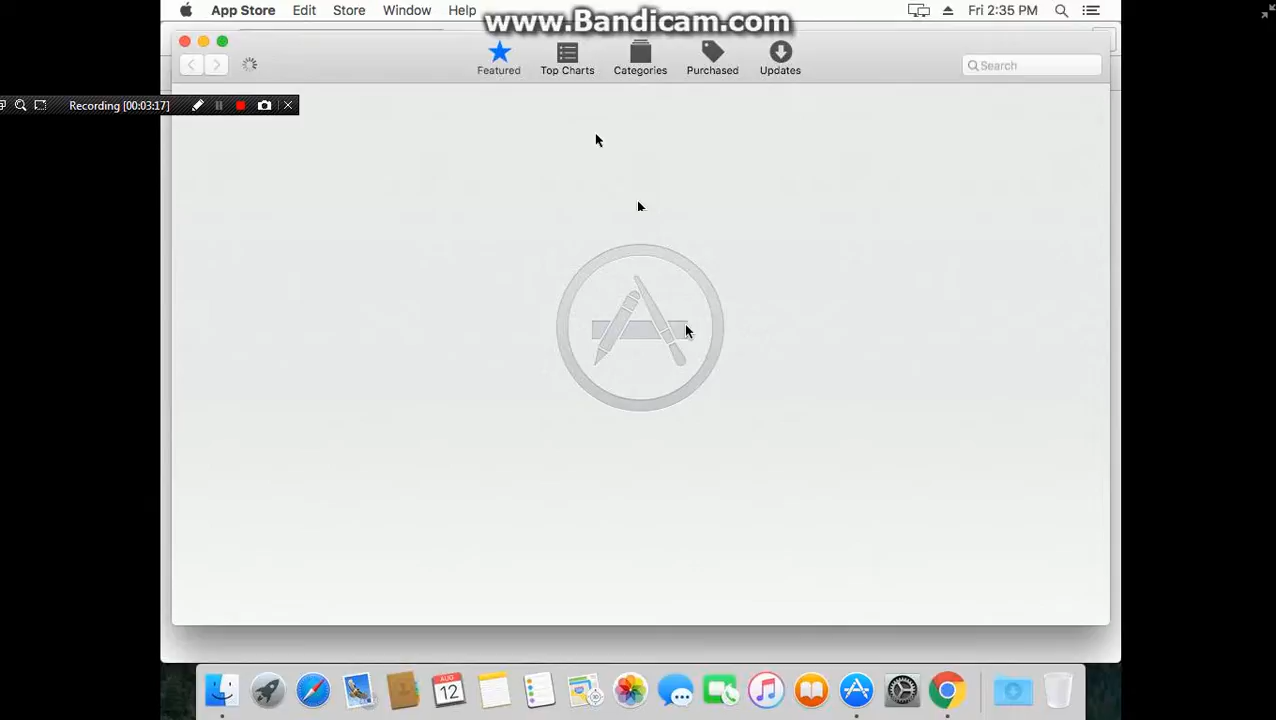 App Store Edit Store Window Help Fri 2:35 PM
www.Bandicam.com
Featured Top Charts Categories Purchased Updates Search
Recording [00:03:17]
AUG
12